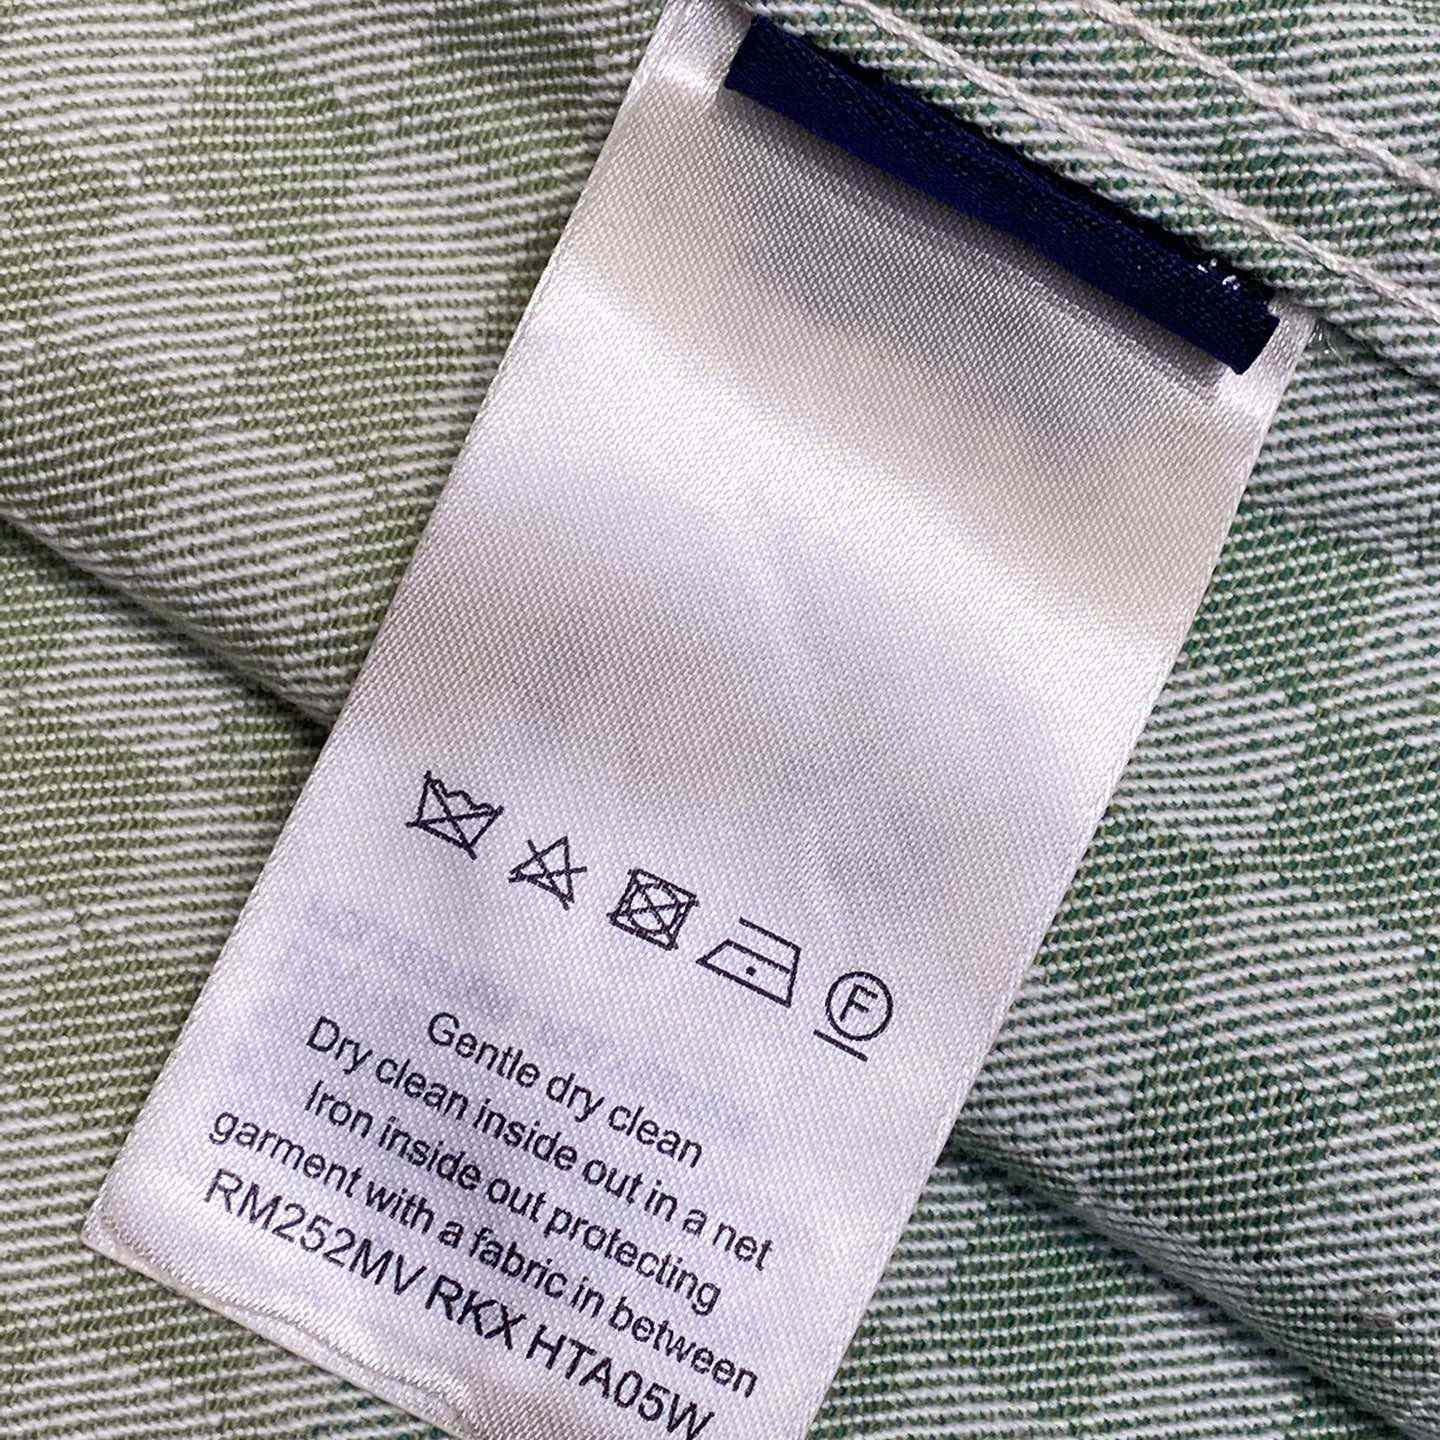 F
Gentle dry clean
Dry clean inside out in a net
Iron inside out protecting
garment with a fabric in between
RM252MV RKX HTA05W